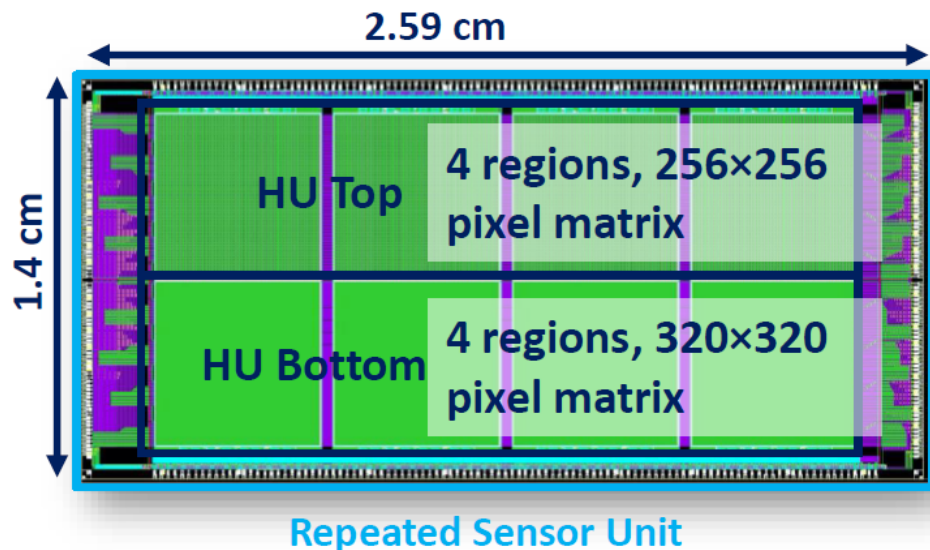 2.59 cm
1.4 cm
HU Top
4 regions, 256×256
pixel matrix
HU Bottom
4 regions, 320×320
pixel matrix
Repeated Sensor Unit